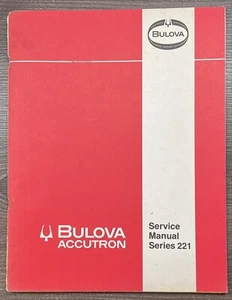 BULOVA
BULOVA
ACCUTRON
Service
Manual
Series 221